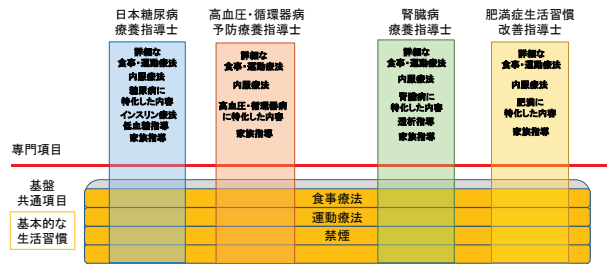 日本糖尿病
療養指導士
詳細な
食事・運動療法
内服療法
糖尿病に
特化した内容
インスリン療法
低血糖指導
家族指導
高血圧・循環器病
予防療養指導士
詳細な
食事・運動療法
内服療法
高血圧・循環器病
に特化した内容
家族指導
腎臓病
療養指導士
詳細な
食事・運動療法
内服療法
腎臓病に
特化した内容
透析指導
家族指導
肥満症生活習慣
改善指導士
詳細な
食事・運動療法
内服療法
肥満に
特化した内容
家族指導
専門項目
基盤
共通項目
基本的な
生活習慣
食事療法
運動療法
禁煙